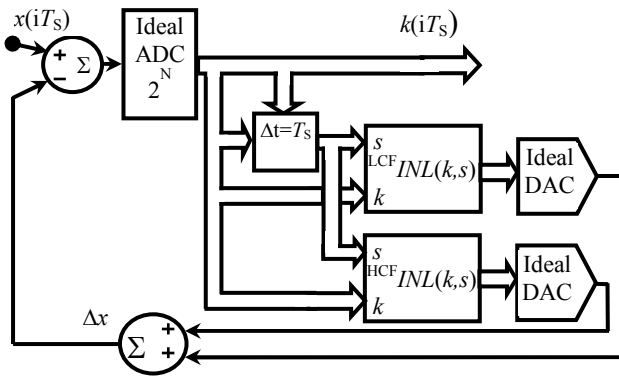 x(iT_S)
+
−
Σ
Ideal
ADC
2^N
k(iT_S)
Δt=T_S
s
^LCF INL(k,s)
k
Ideal
DAC
s
^HCF INL(k,s)
k
Ideal
DAC
Δx
Σ
+
+